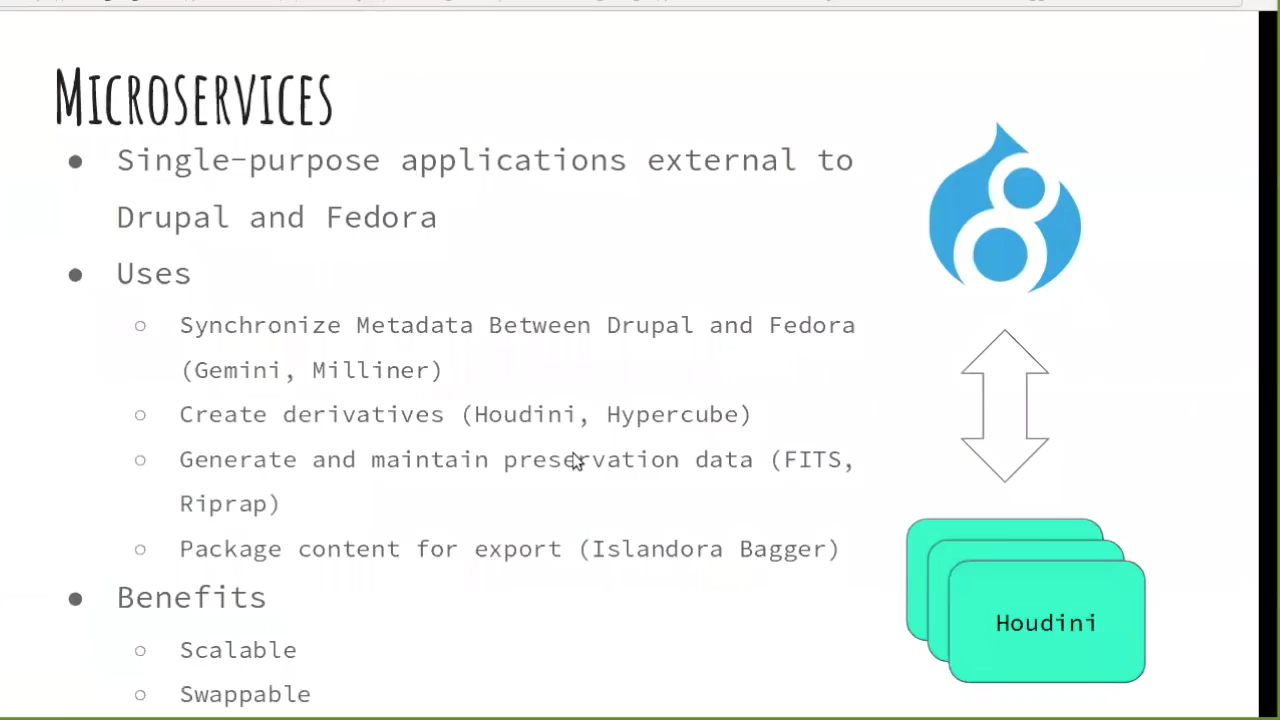 Microservices
● Single-purpose applications external to
Drupal and Fedora
● Uses
○ Synchronize Metadata Between Drupal and Fedora
(Gemini, Milliner)
○ Create derivatives (Houdini, Hypercube)
○ Generate and maintain preservation data (FITS,
Riprap)
○ Package content for export (Islandora Bagger)
● Benefits
○ Scalable
○ Swappable
Houdini